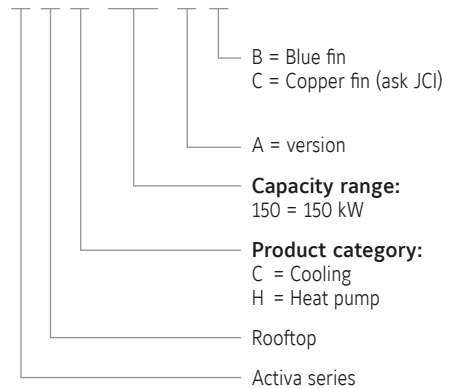 B = Blue fin
C = Copper fin (ask JCI)
A = version
Capacity range:
150 = 150 kW
Product category:
C = Cooling
H = Heat pump
Rooftop
Activa series